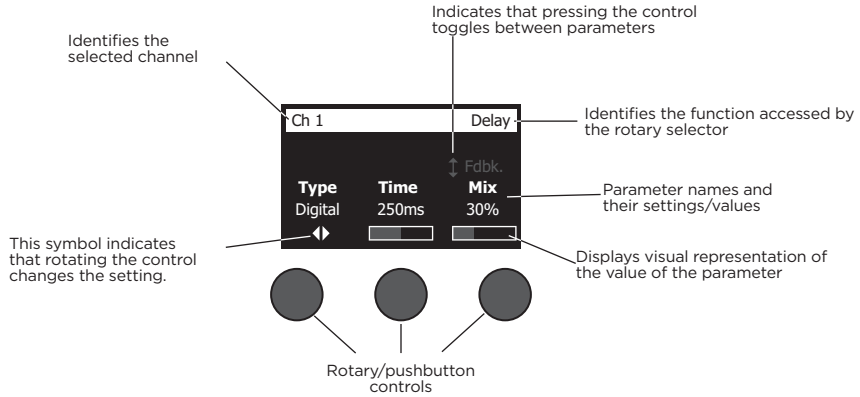 Indicates that pressing the control
toggles between parameters
Identifies the
selected channel
Ch 1
Delay
Identifies the function accessed by
the rotary selector
Fdbk.
Type
Time
Mix
Digital
250ms
30%
Parameter names and
their settings/values
This symbol indicates
that rotating the control
changes the setting.
Displays visual representation of
the value of the parameter
Rotary/pushbutton
controls